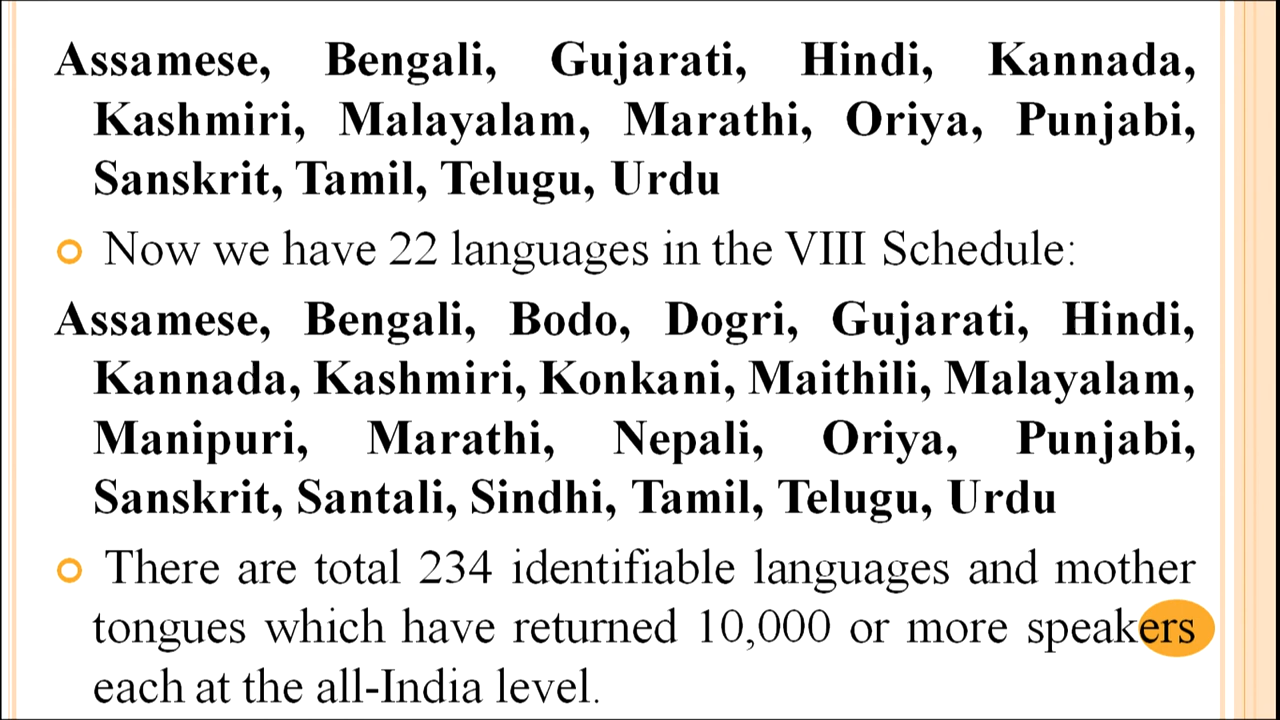 Assamese, Bengali, Gujarati, Hindi, Kannada,
Kashmiri, Malayalam, Marathi, Oriya, Punjabi,
Sanskrit, Tamil, Telugu, Urdu
Now we have 22 languages in the VIII Schedule:
Assamese, Bengali, Bodo, Dogri, Gujarati, Hindi,
Kannada, Kashmiri, Konkani, Maithili, Malayalam,
Manipuri, Marathi, Nepali, Oriya, Punjabi,
Sanskrit, Santali, Sindhi, Tamil, Telugu, Urdu
There are total 234 identifiable languages and mother
tongues which have returned 10,000 or more speakers
each at the all-India level.